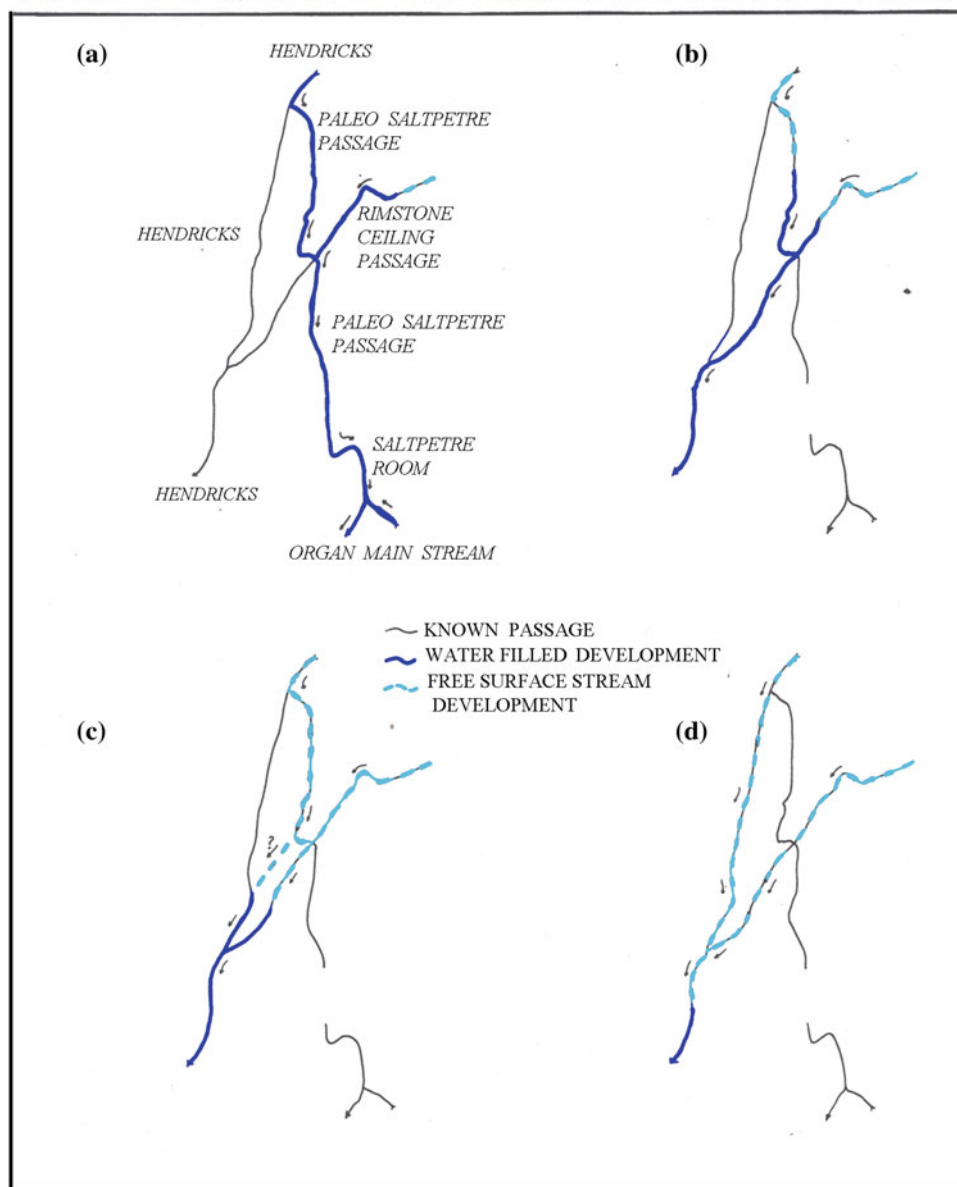 (a)
HENDRICKS
PALEO SALTPETRE
PASSAGE
HENDRICKS
RIMSTONE
CEILING
PASSAGE
PALEO SALTPETRE
PASSAGE
SALTPETRE
ROOM
HENDRICKS
ORGAN MAIN STREAM
(b)
KNOWN PASSAGE
WATER FILLED DEVELOPMENT
FREE SURFACE STREAM
DEVELOPMENT
(c)
?
(d)